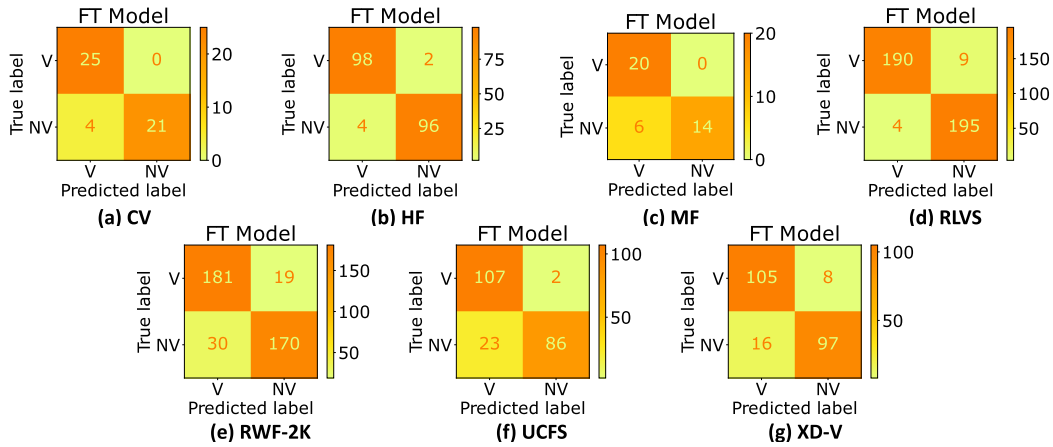 FT Model
True label
V
25
0
NV
4
21
V
NV
Predicted label
20
10
0
(a) CV
FT Model
True label
V
98
2
NV
4
96
V
NV
Predicted label
75
50
25
(b) HF
FT Model
True label
V
20
0
NV
6
14
V
NV
Predicted label
20
10
0
(c) MF
FT Model
True label
V
190
9
NV
4
195
V
NV
Predicted label
150
100
50
(d) RLVS
FT Model
True label
V
181
19
NV
30
170
V
NV
Predicted label
150
100
50
(e) RWF-2K
FT Model
True label
V
107
2
NV
23
86
V
NV
Predicted label
100
50
(f) UCFS
FT Model
True label
V
105
8
NV
16
97
V
NV
Predicted label
100
50
(g) XD-V